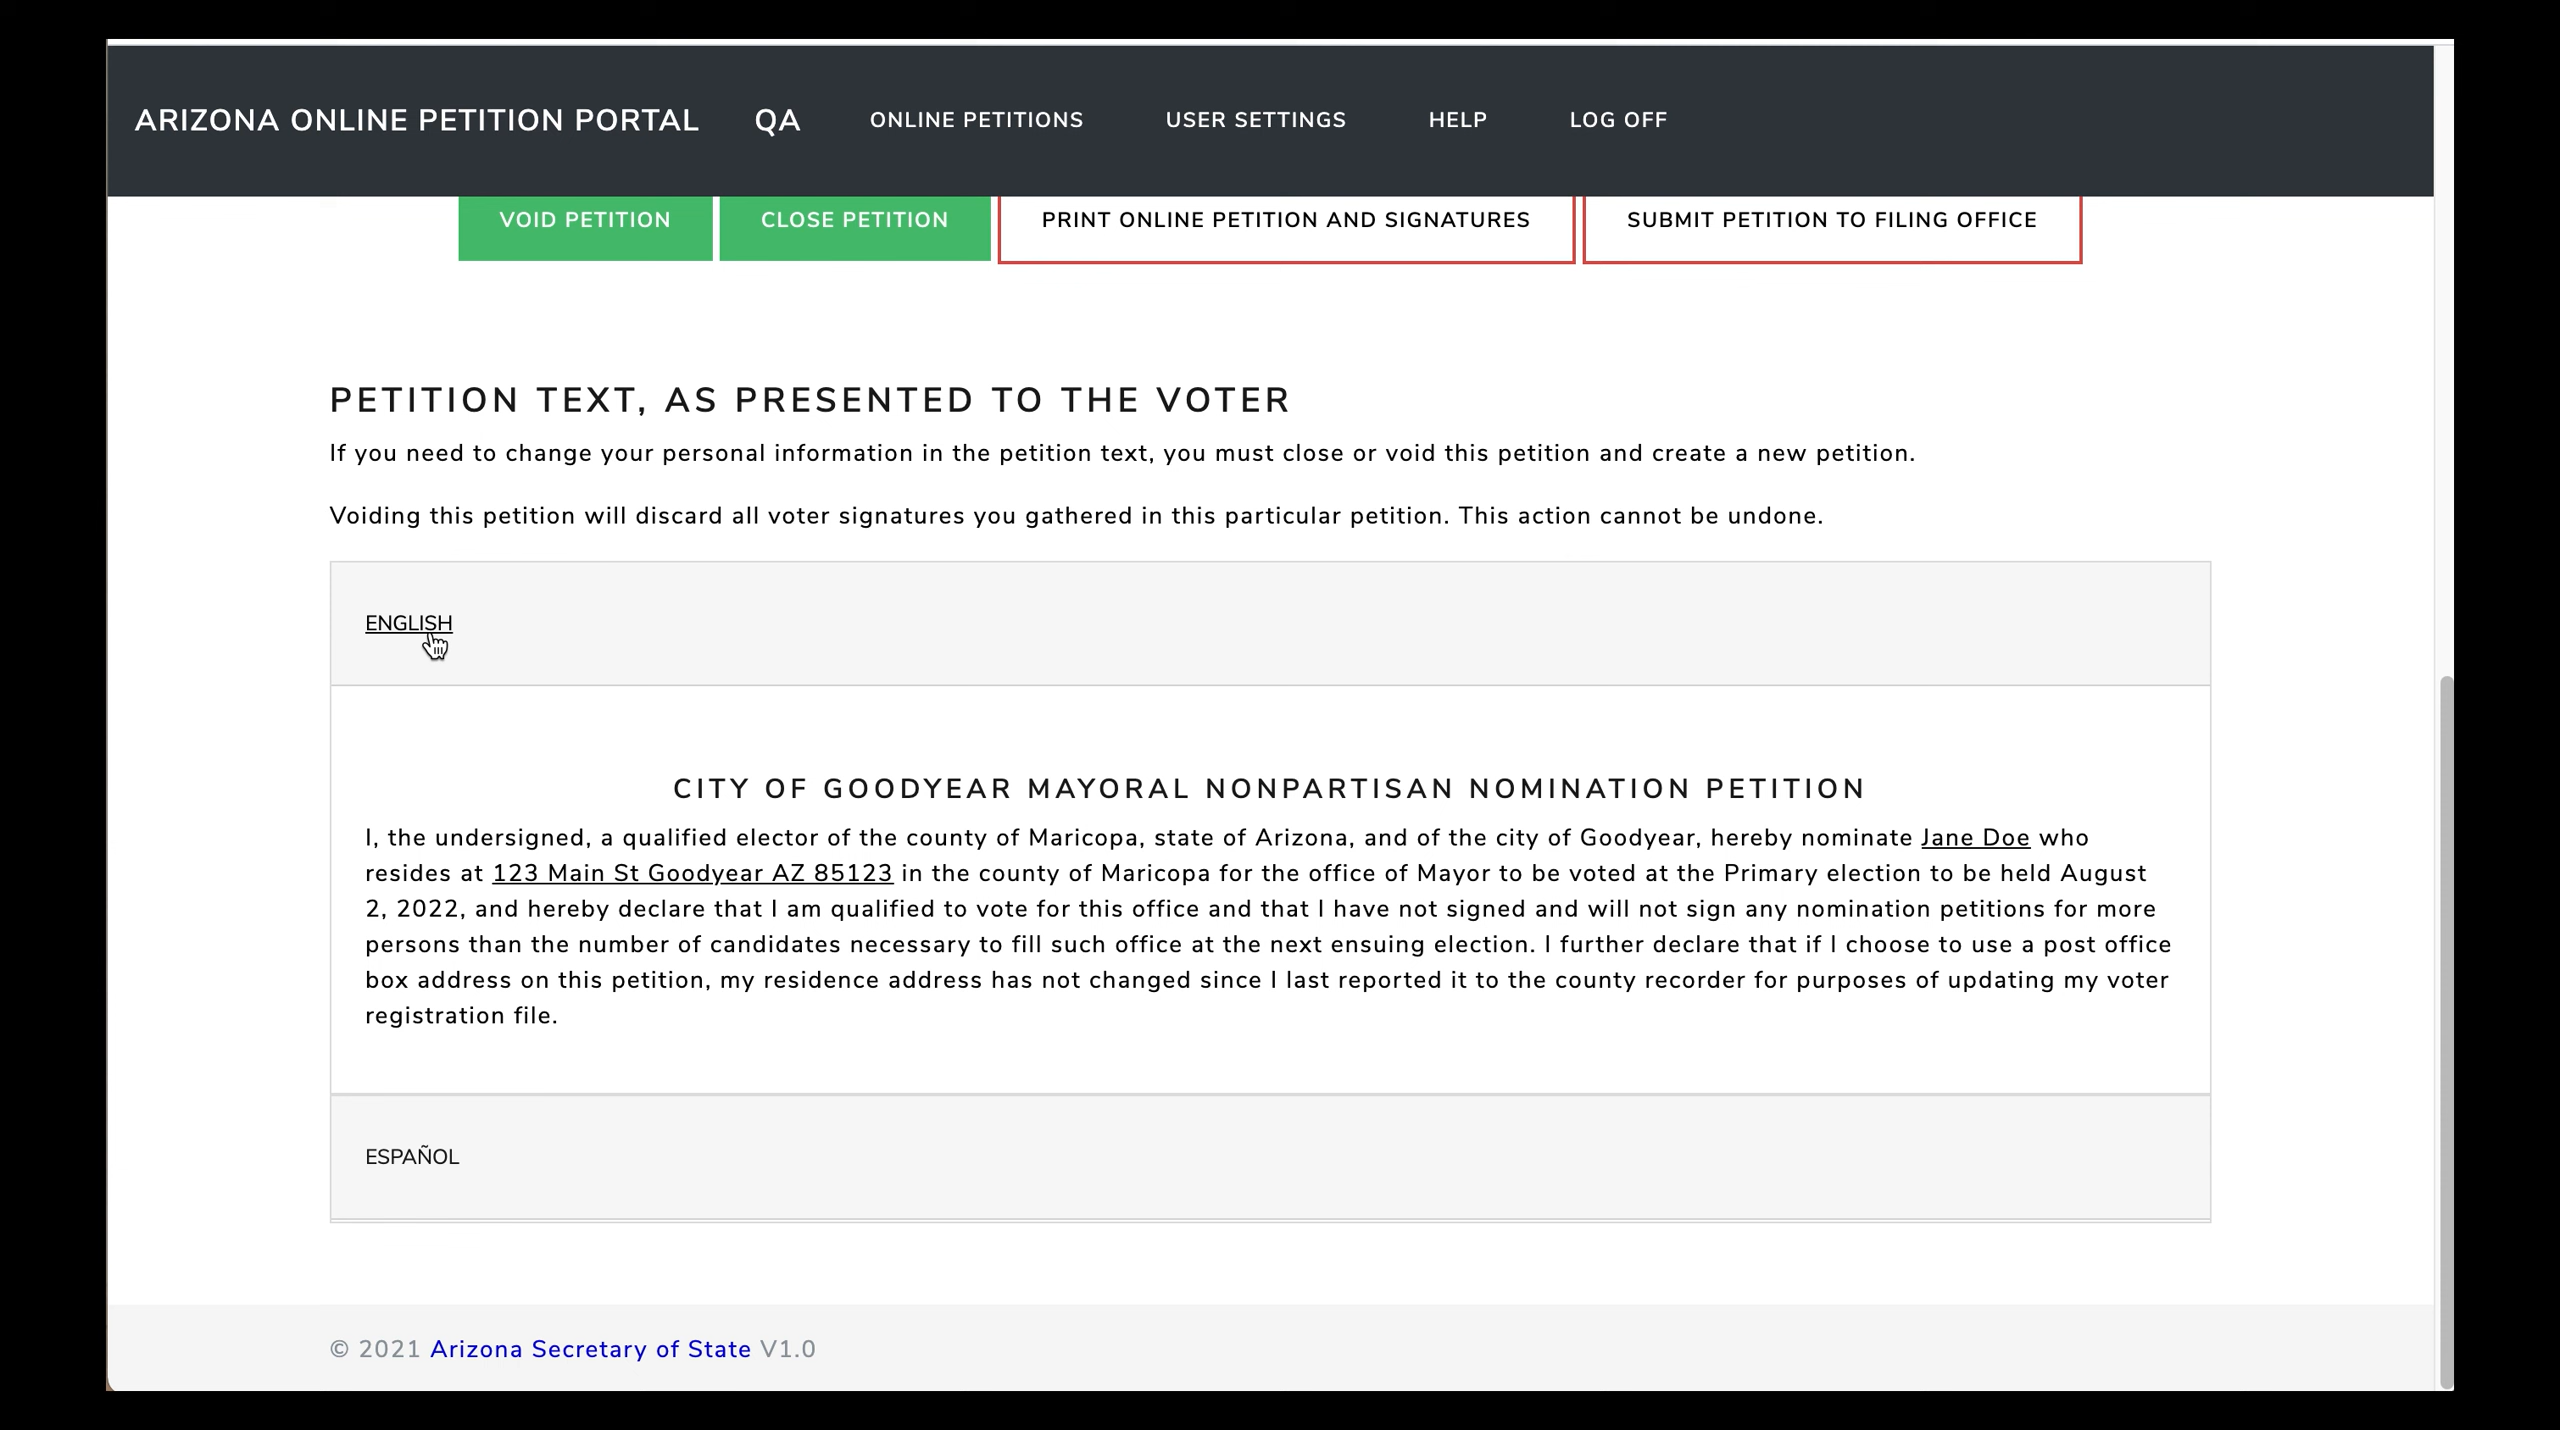 ARIZONA ONLINE PETITION PORTAL QA ONLINE PETITIONS USER SETTINGS HELP LOG OFF
VOID PETITION CLOSE PETITION PRINT ONLINE PETITION AND SIGNATURES SUBMIT PETITION TO FILING OFFICE
PETITION TEXT, AS PRESENTED TO THE VOTER
If you need to change your personal information in the petition text, you must close or void this petition and create a new petition.
Voiding this petition will discard all voter signatures you gathered in this particular petition. This action cannot be undone.
ENGLISH
CITY OF GOODYEAR MAYORAL NONPARTISAN NOMINATION PETITION
I, the undersigned, a qualified elector of the county of Maricopa, state of Arizona, and of the city of Goodyear, hereby nominate Jane Doe who
resides at 123 Main St Goodyear AZ 85123 in the county of Maricopa for the office of Mayor to be voted at the Primary election to be held August
2, 2022, and hereby declare that I am qualified to vote for this office and that I have not signed and will not sign any nomination petitions for more
persons than the number of candidates necessary to fill such office at the next ensuing election. I further declare that if I choose to use a post office
box address on this petition, my residence address has not changed since I last reported it to the county recorder for purposes of updating my voter
registration file.
ESPAÑOL
© 2021 Arizona Secretary of State V1.0